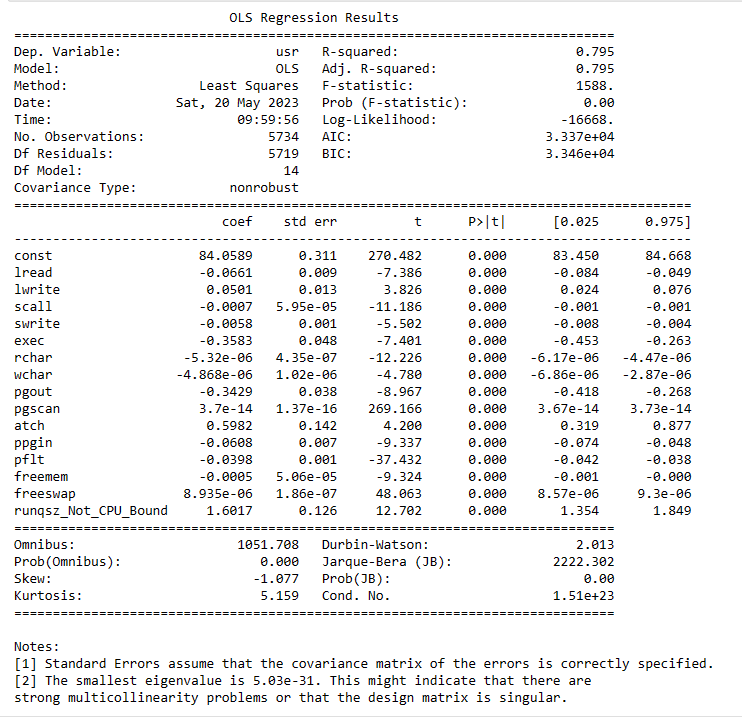 OLS Regression Results
==============================================================================
Dep. Variable: usr R-squared: 0.795
Model: OLS Adj. R-squared: 0.795
Method: Least Squares F-statistic: 1588.
Date: Sat, 20 May 2023 Prob (F-statistic): 0.00
Time: 09:59:56 Log-Likelihood: -16668.
No. Observations: 5734 AIC: 3.337e+04
Df Residuals: 5719 BIC: 3.346e+04
Df Model: 14
Covariance Type: nonrobust
========================================================================================
coef std err t P>|t| [0.025 0.975]
----------------------------------------------------------------------------------------
const 84.0589 0.311 270.482 0.000 83.450 84.668
lread -0.0661 0.009 -7.386 0.000 -0.084 -0.049
lwrite 0.0501 0.013 3.826 0.000 0.024 0.076
scall -0.0007 5.95e-05 -11.186 0.000 -0.001 -0.001
swrite -0.0058 0.001 -5.502 0.000 -0.008 -0.004
exec -0.3583 0.048 -7.401 0.000 -0.453 -0.263
rchar -5.32e-06 4.35e-07 -12.226 0.000 -6.17e-06 -4.47e-06
wchar -4.868e-06 1.02e-06 -4.780 0.000 -6.86e-06 -2.87e-06
pgout -0.3429 0.038 -8.967 0.000 -0.418 -0.268
pgscan 3.7e-14 1.37e-16 269.166 0.000 3.67e-14 3.73e-14
atch 0.5982 0.142 4.200 0.000 0.319 0.877
ppgin -0.0608 0.007 -9.337 0.000 -0.074 -0.048
pflt -0.0398 0.001 -37.432 0.000 -0.042 -0.038
freemem -0.0005 5.06e-05 -9.324 0.000 -0.001 -0.000
freeswap 8.935e-06 1.86e-07 48.063 0.000 8.57e-06 9.3e-06
runqsz_Not_CPU_Bound 1.6017 0.126 12.702 0.000 1.354 1.849
==============================================================================
Omnibus: 1051.708 Durbin-Watson: 2.013
Prob(Omnibus): 0.000 Jarque-Bera (JB): 2222.302
Skew: -1.077 Prob(JB): 0.00
Kurtosis: 5.159 Cond. No. 1.51e+23
==============================================================================
Notes:
[1] Standard Errors assume that the covariance matrix of the errors is correctly specified.
[2] The smallest eigenvalue is 5.03e-31. This might indicate that there are
strong multicollinearity problems or that the design matrix is singular.